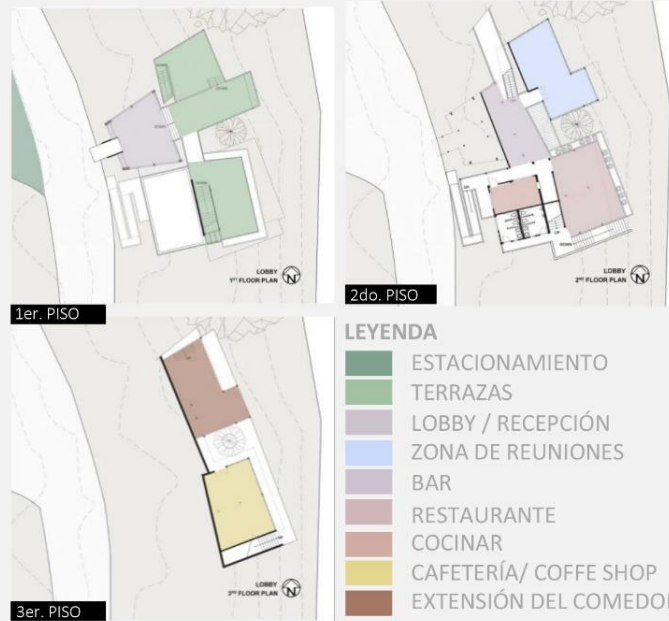 LOBBY
1ST FLOOR PLAN
N
1er. PISO
LOBBY
2ND FLOOR PLAN
N
2do. PISO
LOBBY
3RD FLOOR PLAN
N
3er. PISO
LEYENDA
ESTACIONAMIENTO
TERRAZAS
LOBBY / RECEPCIÓN
ZONA DE REUNIONES
BAR
RESTAURANTE
COCINAR
CAFETERÍA/ COFFE SHOP
EXTENSIÓN DEL COMEDOR